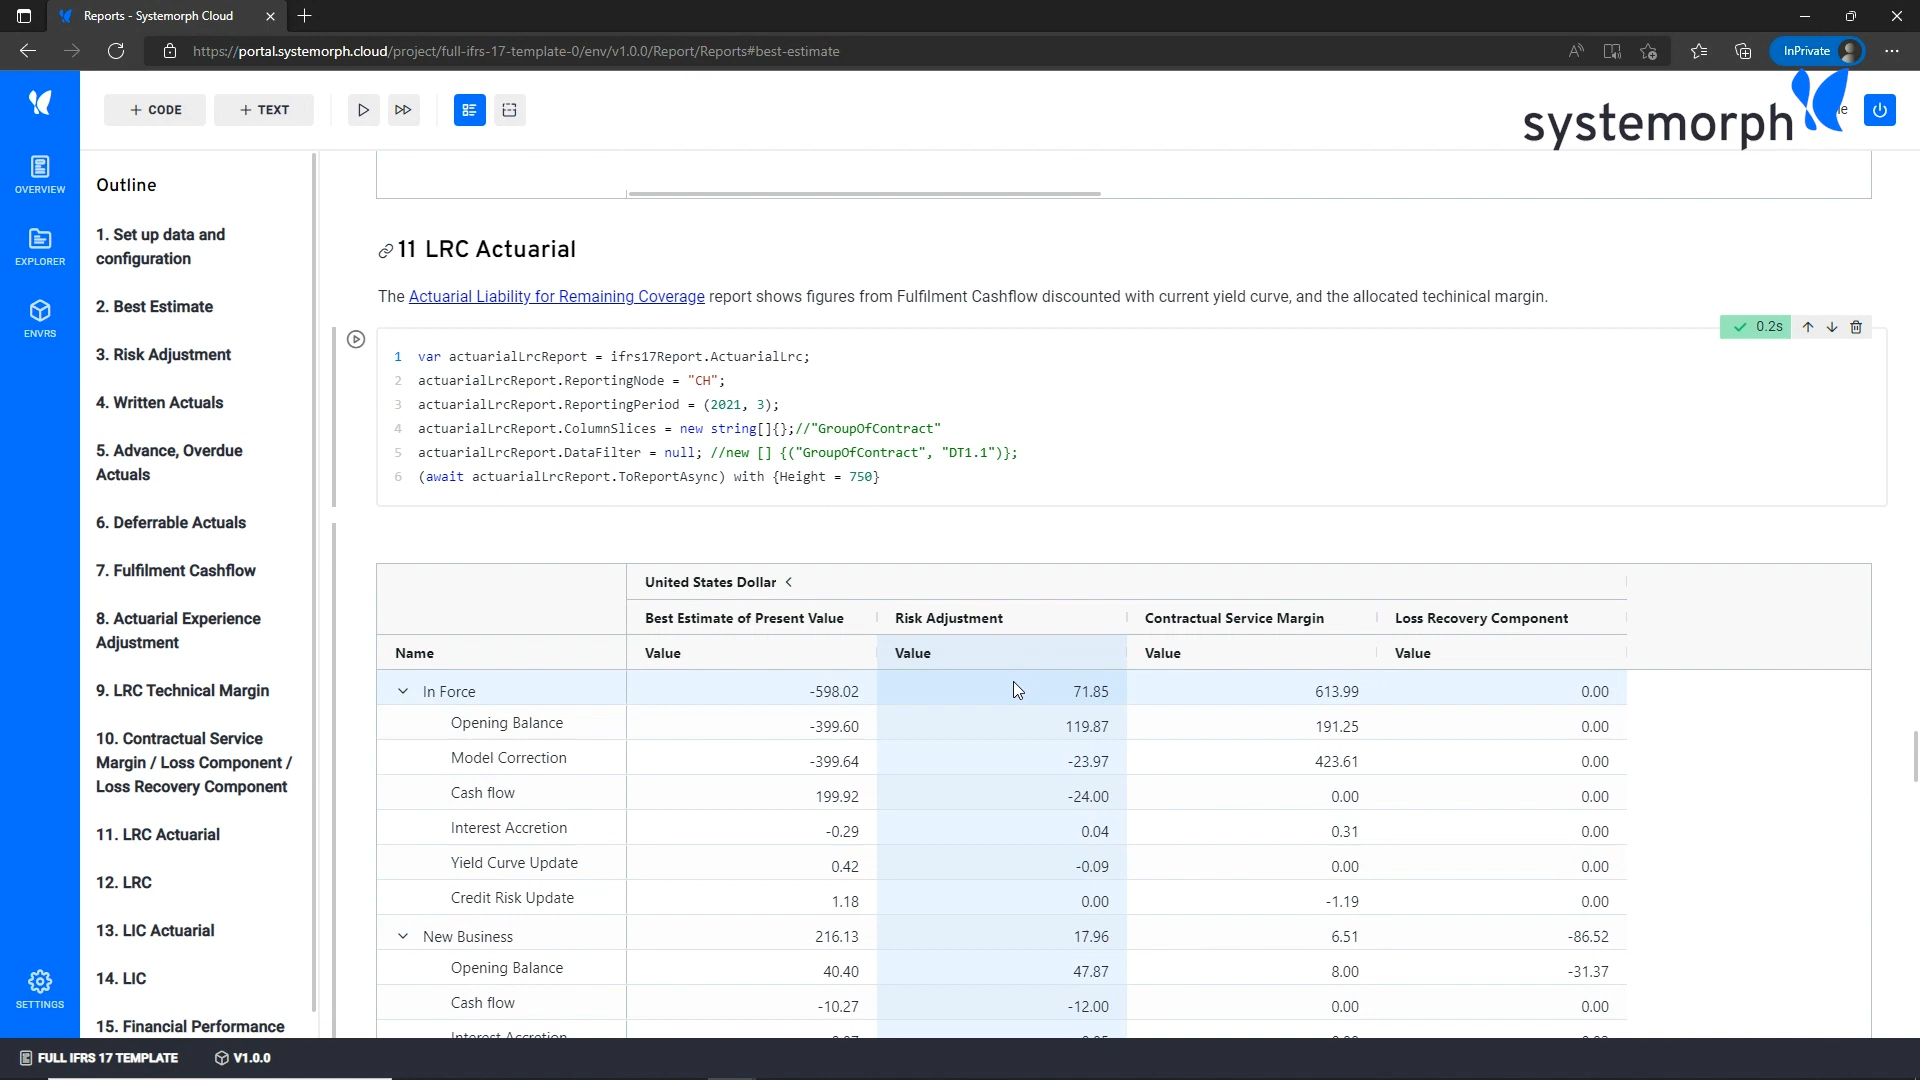 Reports - Systemorph Cloud
https://portal.systemorph.cloud/project/full-ifrs-17-template-0/env/v1.0.0/Report/Reports#best-estimate
InPrivate
+ CODE
+ TEXT
systemorph
OVERVIEW
EXPLORER
ENVRS
SETTINGS
Outline
1. Set up data and
configuration
2. Best Estimate
3. Risk Adjustment
4. Written Actuals
5. Advance, Overdue
Actuals
6. Deferrable Actuals
7. Fulfilment Cashflow
8. Actuarial Experience
Adjustment
9. LRC Technical Margin
10. Contractual Service
Margin / Loss Component /
Loss Recovery Component
11. LRC Actuarial
12. LRC
13. LIC Actuarial
14. LIC
15. Financial Performance
11 LRC Actuarial
The Actuarial Liability for Remaining Coverage report shows figures from Fulfilment Cashflow discounted with current yield curve, and the allocated techinical margin.
0.2s
1 var actuarialLrcReport = ifrs17Report.ActuarialLrc;
2 actuarialLrcReport.ReportingNode = "CH";
3 actuarialLrcReport.ReportingPeriod = (2021, 3);
4 actuarialLrcReport.ColumnSlices = new string[]{};//"GroupOfContract"
5 actuarialLrcReport.DataFilter = null; //new [] {("GroupOfContract", "DT1.1")};
6 (await actuarialLrcReport.ToReportAsync) with {Height = 750}
United States Dollar
Best Estimate of Present Value Risk Adjustment Contractual Service Margin Loss Recovery Component
Name Value Value Value Value
In Force -598.02 71.85 613.99 0.00
Opening Balance -399.60 119.87 191.25 0.00
Model Correction -399.64 -23.97 423.61 0.00
Cash flow 199.92 -24.00 0.00 0.00
Interest Accretion -0.29 0.04 0.31 0.00
Yield Curve Update 0.42 -0.09 0.00 0.00
Credit Risk Update 1.18 0.00 -1.19 0.00
New Business 216.13 17.96 6.51 -86.52
Opening Balance 40.40 47.87 8.00 -31.37
Cash flow -10.27 -12.00 0.00 0.00
Interest Accretion
FULL IFRS 17 TEMPLATE
V1.0.0